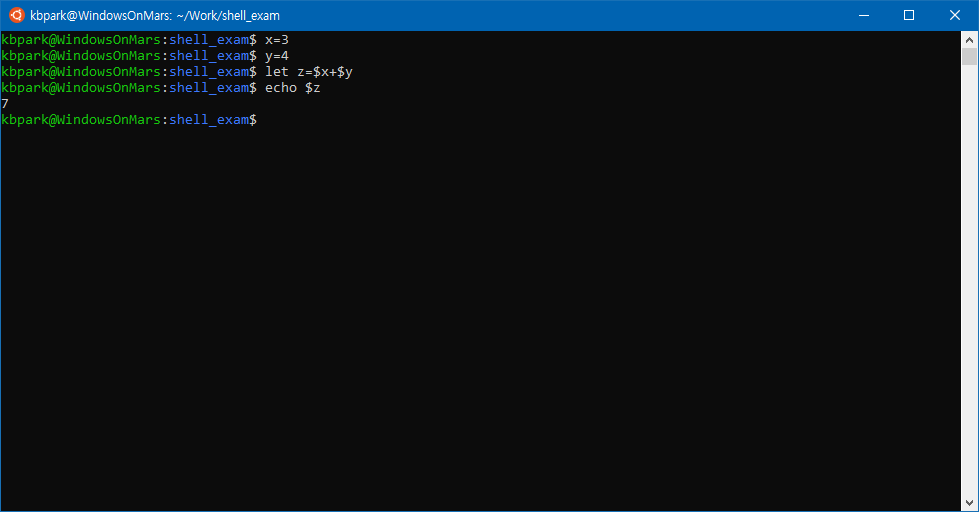 kbpark@WindowsOnMars: ~/Work/shell_exam
kbpark@WindowsOnMars:shell_exam$ x=3
kbpark@WindowsOnMars:shell_exam$ y=4
kbpark@WindowsOnMars:shell_exam$ let z=$x+$y
kbpark@WindowsOnMars:shell_exam$ echo $z
7
kbpark@WindowsOnMars:shell_exam$